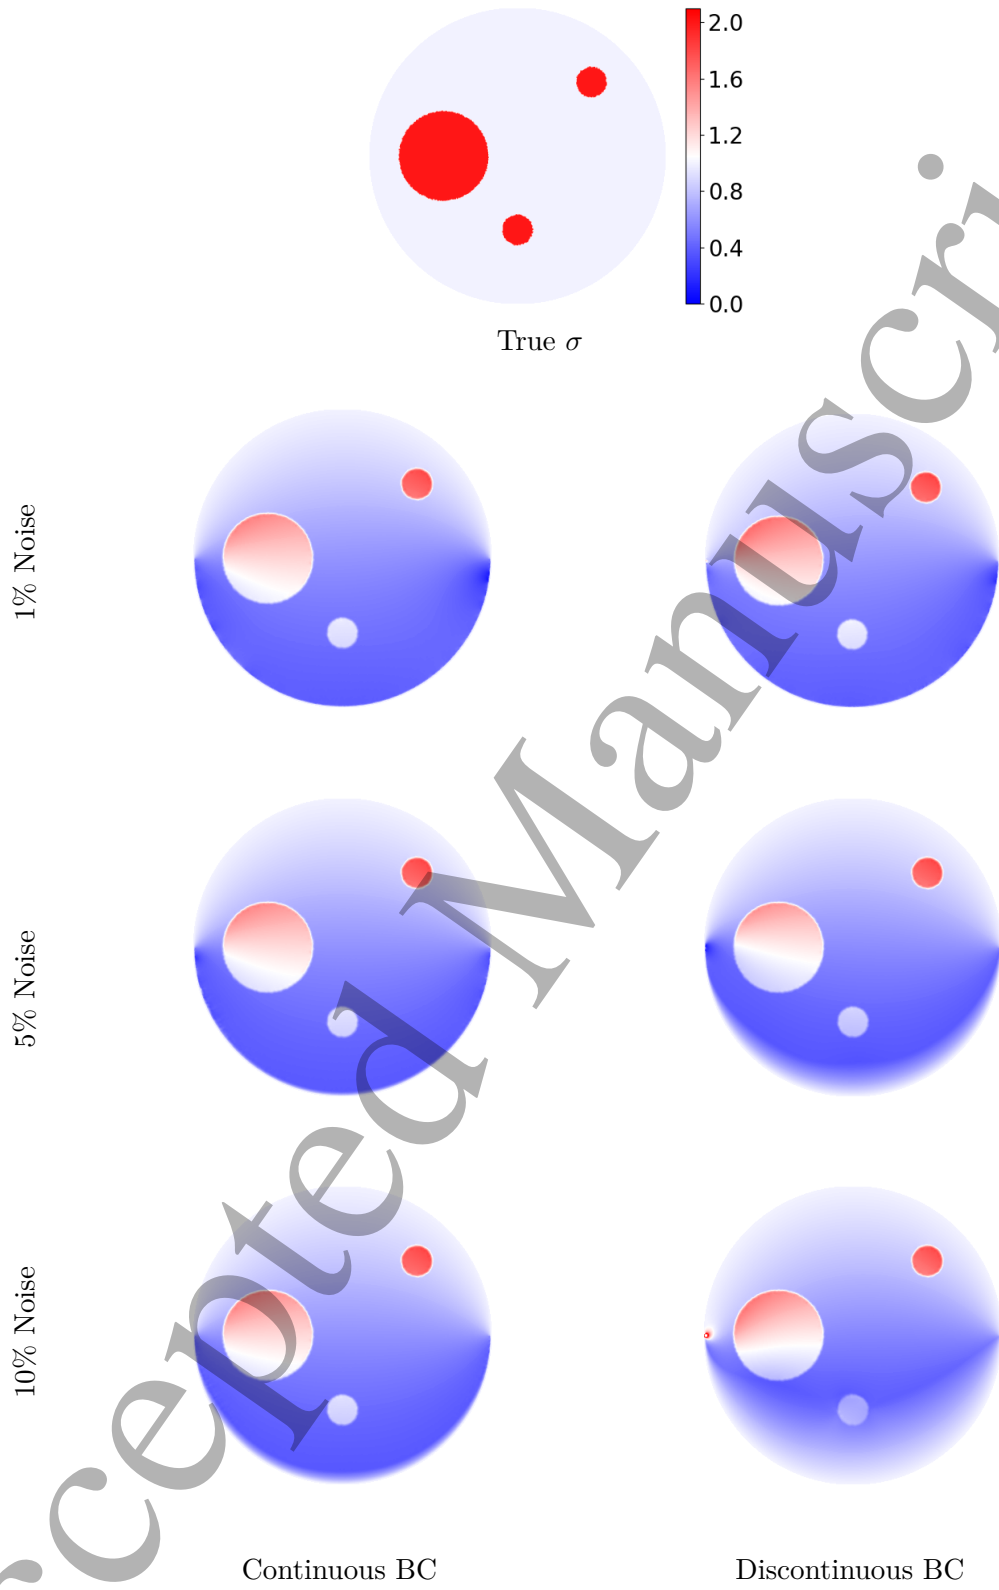 2.0
1.6
1.2
0.8
0.4
0.0
True σ
1% Noise
5% Noise
10% Noise
Continuous BC
Discontinuous BC
cepted Manuscri